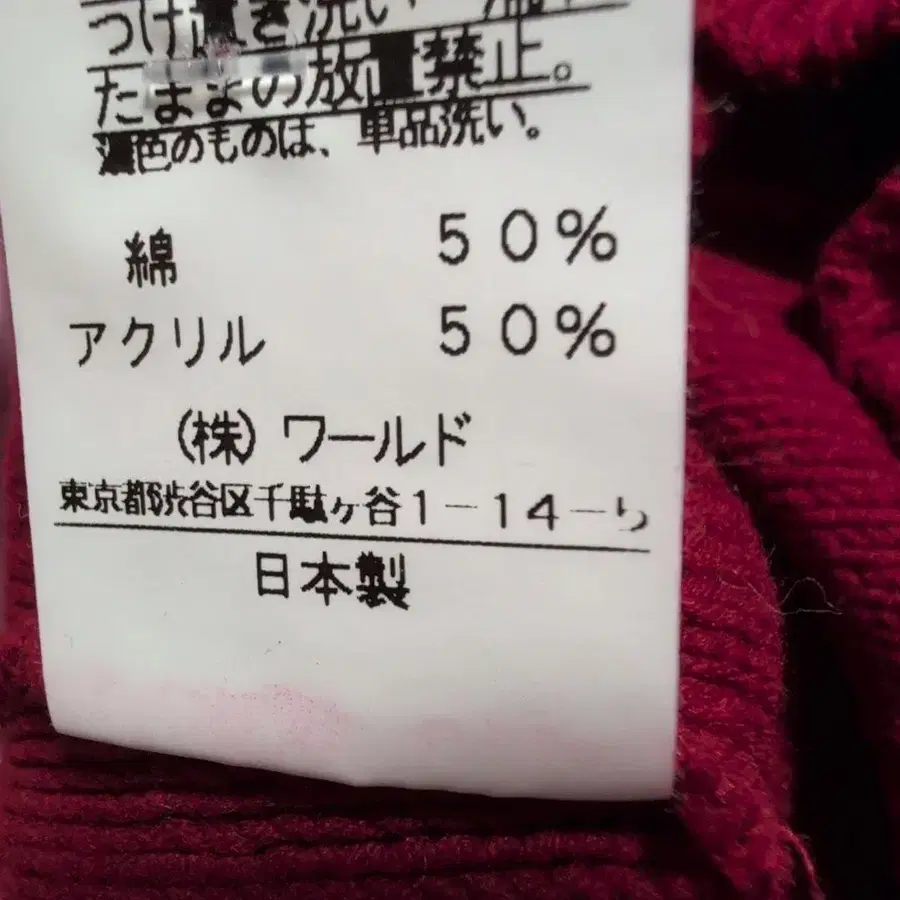 つけ置き洗い
たままの放置禁止。
濃色のものは、単品洗い。
綿 50%
アクリル 50%
(株) ワールド
東京都渋谷区千駄ヶ谷1-14-5
日本製